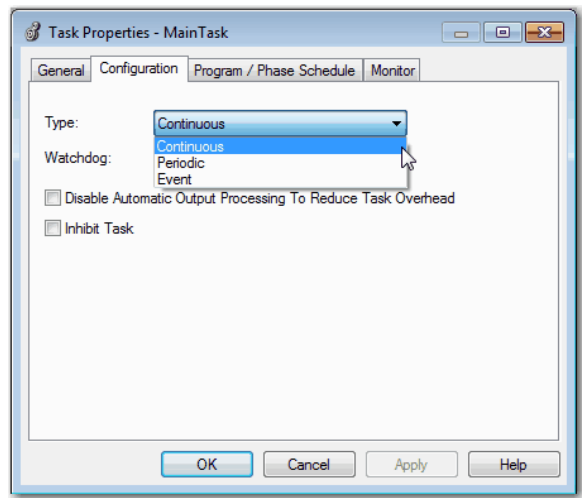 Task Properties - MainTask
General Configuration Program / Phase Schedule Monitor
Type: Continuous
Continuous
Watchdog: Periodic
Event
Disable Automatic Output Processing To Reduce Task Overhead
Inhibit Task
OK Cancel Apply Help